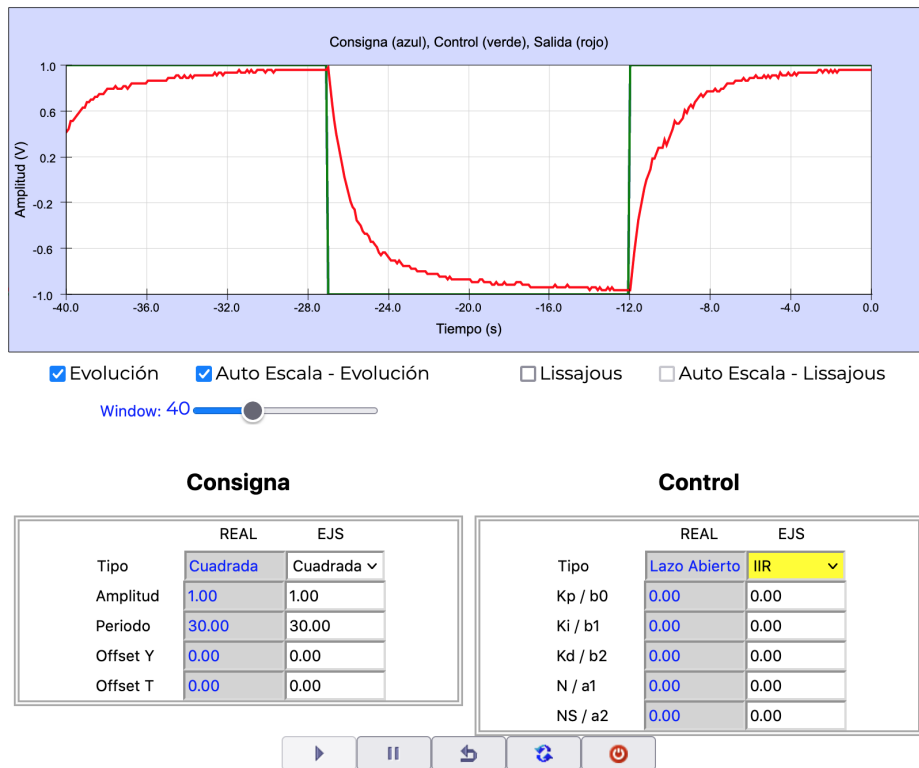 Consigna (azul), Control (verde), Salida (rojo)
1.0
0.6
0.2
-0.2
-0.6
-1.0
Amplitud (V)
-40.0 -36.0 -32.0 -28.0 -24.0 -20.0 -16.0 -12.0 -8.0 -4.0 0.0
Tiempo (s)
Evolución Auto Escala - Evolución Lissajous Auto Escala - Lissajous
Window: 40
Consigna
REAL EJS
Tipo Cuadrada Cuadrada
Amplitud 1.00 1.00
Periodo 30.00 30.00
Offset Y 0.00 0.00
Offset T 0.00 0.00
Control
REAL EJS
Tipo Lazo Abierto IIR
Kp / b0 0.00 0.00
Ki / b1 0.00 0.00
Kd / b2 0.00 0.00
N / a1 0.00 0.00
NS / a2 0.00 0.00